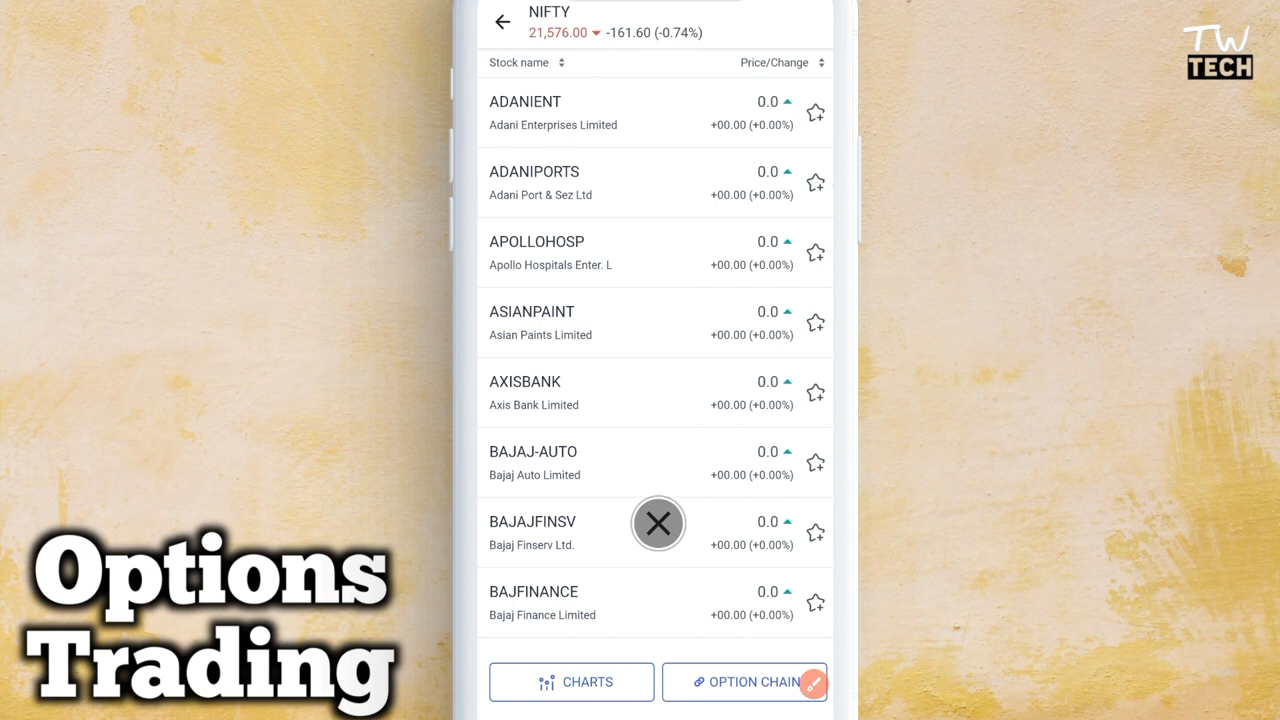 NIFTY
21,576.00 -161.60 (-0.74%)
TW
TECH
Stock name Price/Change
ADANIENT 0.0
Adani Enterprises Limited +00.00 (+0.00%)
ADANIPORTS 0.0
Adani Port & Sez Ltd +00.00 (+0.00%)
APOLLOHOSP 0.0
Apollo Hospitals Enter. L +00.00 (+0.00%)
ASIANPAINT 0.0
Asian Paints Limited +00.00 (+0.00%)
AXISBANK 0.0
Axis Bank Limited +00.00 (+0.00%)
BAJAJ-AUTO 0.0
Bajaj Auto Limited +00.00 (+0.00%)
BAJAJFINSV 0.0
Bajaj Finserv Ltd. +00.00 (+0.00%)
BAJFINANCE 0.0
Bajaj Finance Limited +00.00 (+0.00%)
CHARTS OPTION CHAIN
Options
Trading